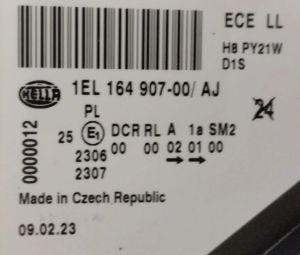 ECE LL
H8 PY21W
D1S
HELLA
1EL 164 907-00/ AJ
24
PL
25 E1 DCR RL A 1a SM2
2306 00 00 02 01 00
2307
0000012
Made in Czech Republic
09.02.23